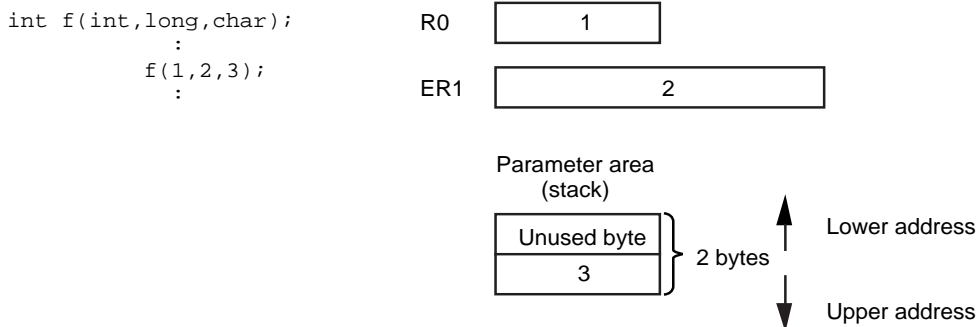 int f(int,long,char);
:
f(1,2,3);
:
R0
1
ER1
2
Parameter area
(stack)
Unused byte
3
2 bytes
Lower address
Upper address